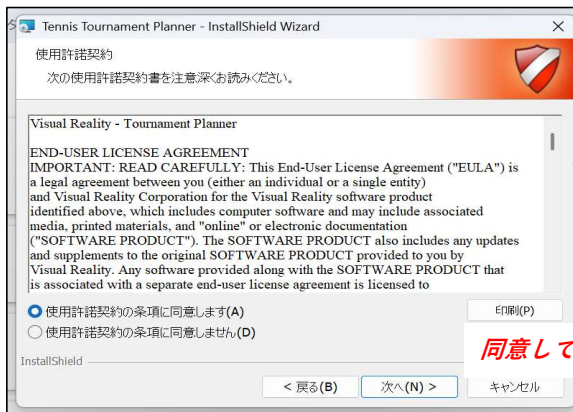 Tennis Tournament Planner - InstallShield Wizard
使用許諾契約
次の使用許諾契約書を注意深くお読みください。
Visual Reality - Tournament Planner
END-USER LICENSE AGREEMENT
IMPORTANT: READ CAREFULLY: This End-User License Agreement ("EULA") is
a legal agreement between you (either an individual or a single entity)
and Visual Reality Corporation for the Visual Reality software product
identified above, which includes computer software and may include associated
media, printed materials, and "online" or electronic documentation
("SOFTWARE PRODUCT"). The SOFTWARE PRODUCT also includes any updates
and supplements to the original SOFTWARE PRODUCT provided to you by
Visual Reality. Any software provided along with the SOFTWARE PRODUCT that
is associated with a separate end-user license agreement is licensed to
使用許諾契約の条項に同意します(A)
印刷(P)
使用許諾契約の条項に同意しません(D)
同意して
InstallShield
< 戻る(B)
次へ(N) >
キャンセル